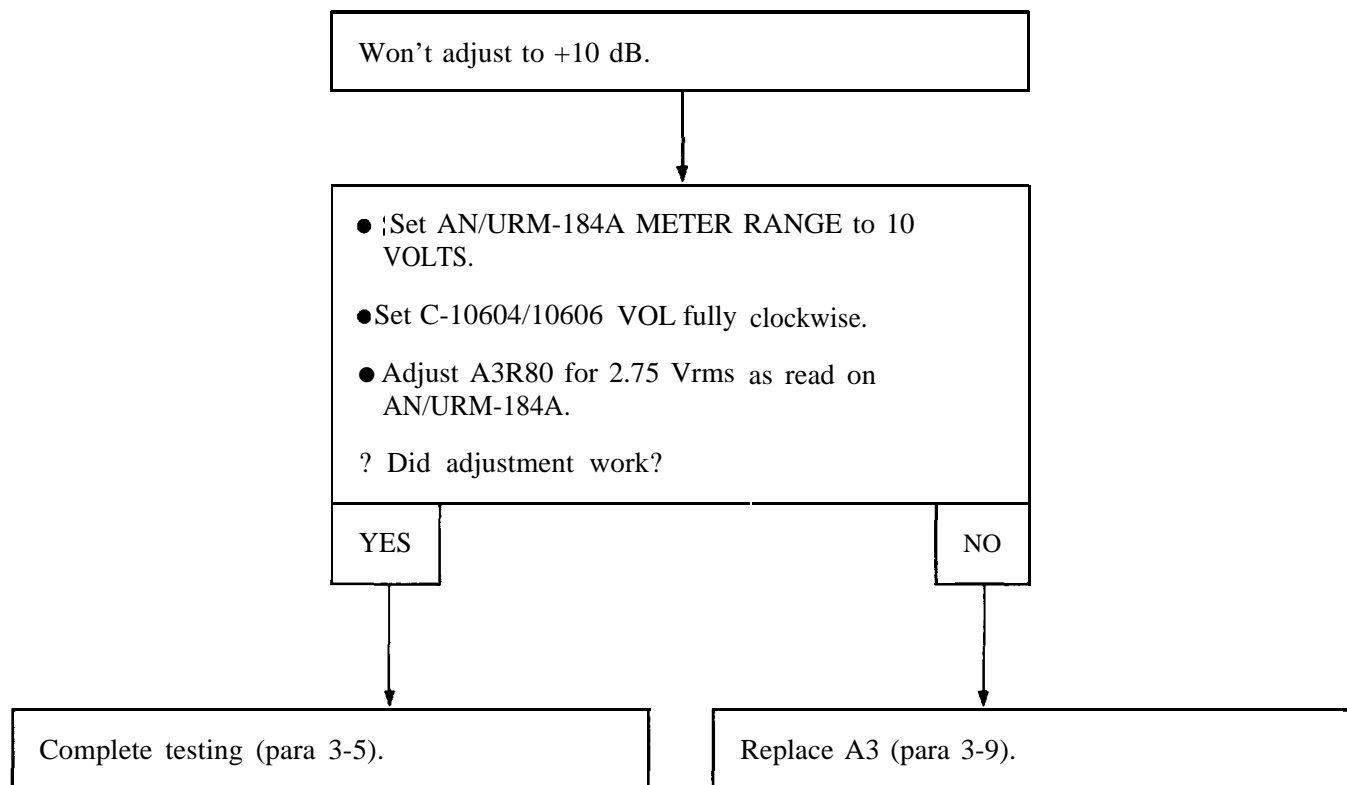 Won't adjust to +10 dB.
● Set AN/URM-184A METER RANGE to 10
VOLTS.
● Set C-10604/10606 VOL fully clockwise.
● Adjust A3R80 for 2.75 Vrms as read on
AN/URM-184A.
? Did adjustment work?
YES
NO
Complete testing (para 3-5).
Replace A3 (para 3-9).